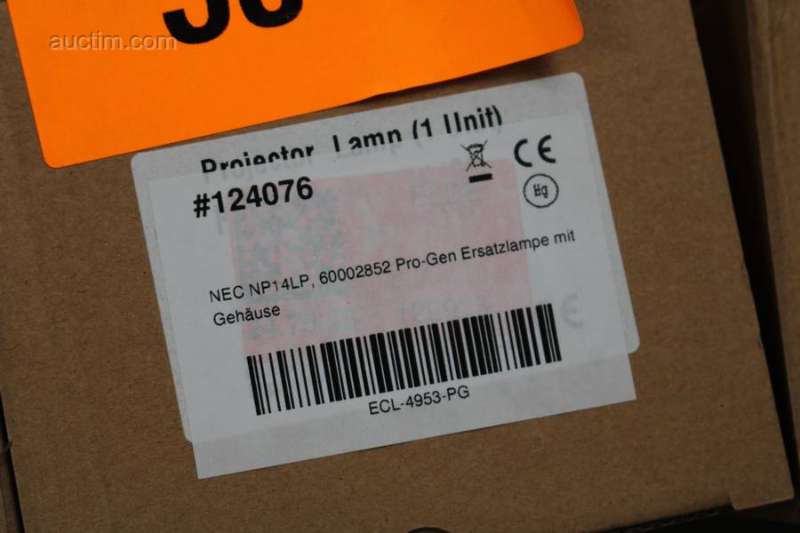 auctim.com
Projector Lamp (1 Unit)
#124076
CE
Hg
NEC NP14LP, 60002852 Pro-Gen Ersatzlampe mit
Gehäuse
ECL-4953-PG